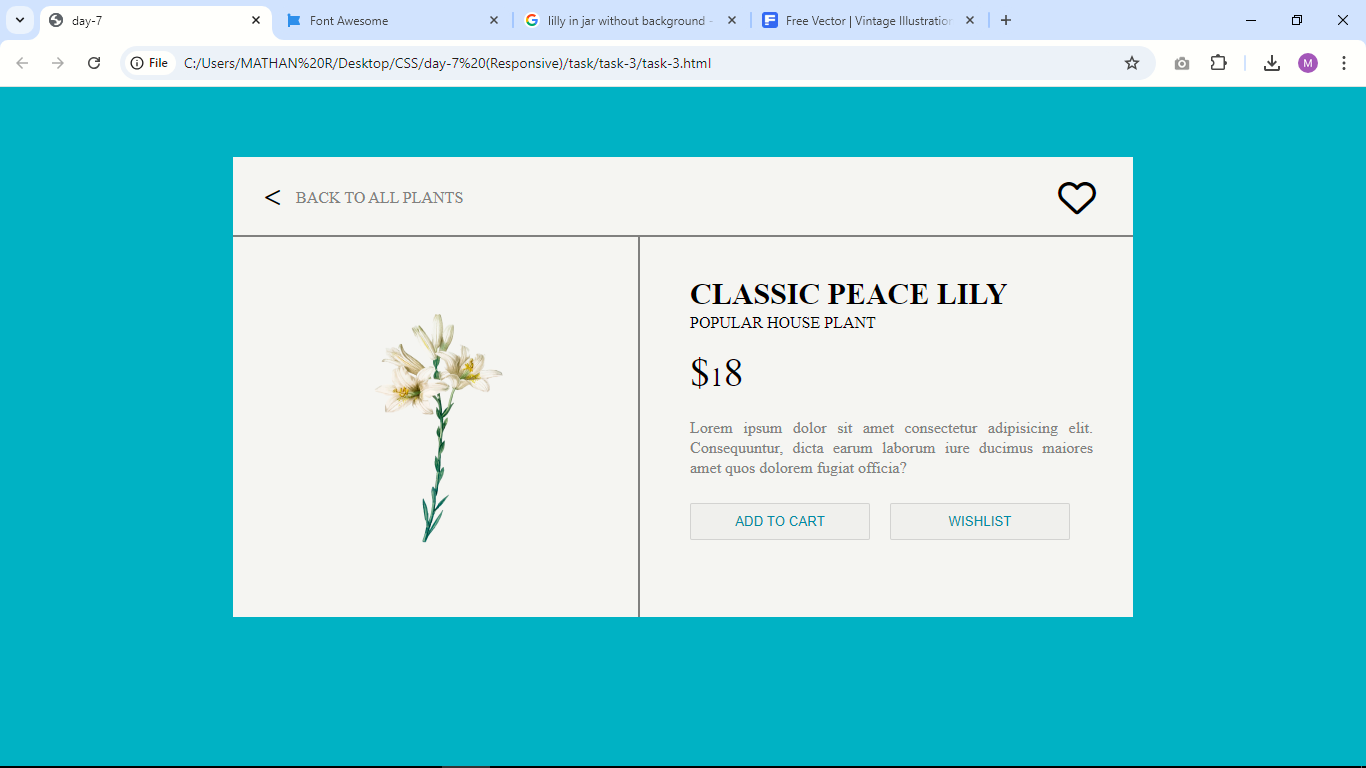 day-7
Font Awesome
lilly in jar without background -
Free Vector | Vintage Illustration
File
C:/Users/MATHAN%20R/Desktop/CSS/day-7%20(Responsive)/task/task-3/task-3.html
M
< BACK TO ALL PLANTS
CLASSIC PEACE LILY
POPULAR HOUSE PLANT
$18
Lorem ipsum dolor sit amet consectetur adipisicing elit.
Consequuntur, dicta earum laborum iure ducimus maiores
amet quos dolorem fugiat officia?
ADD TO CART
WISHLIST